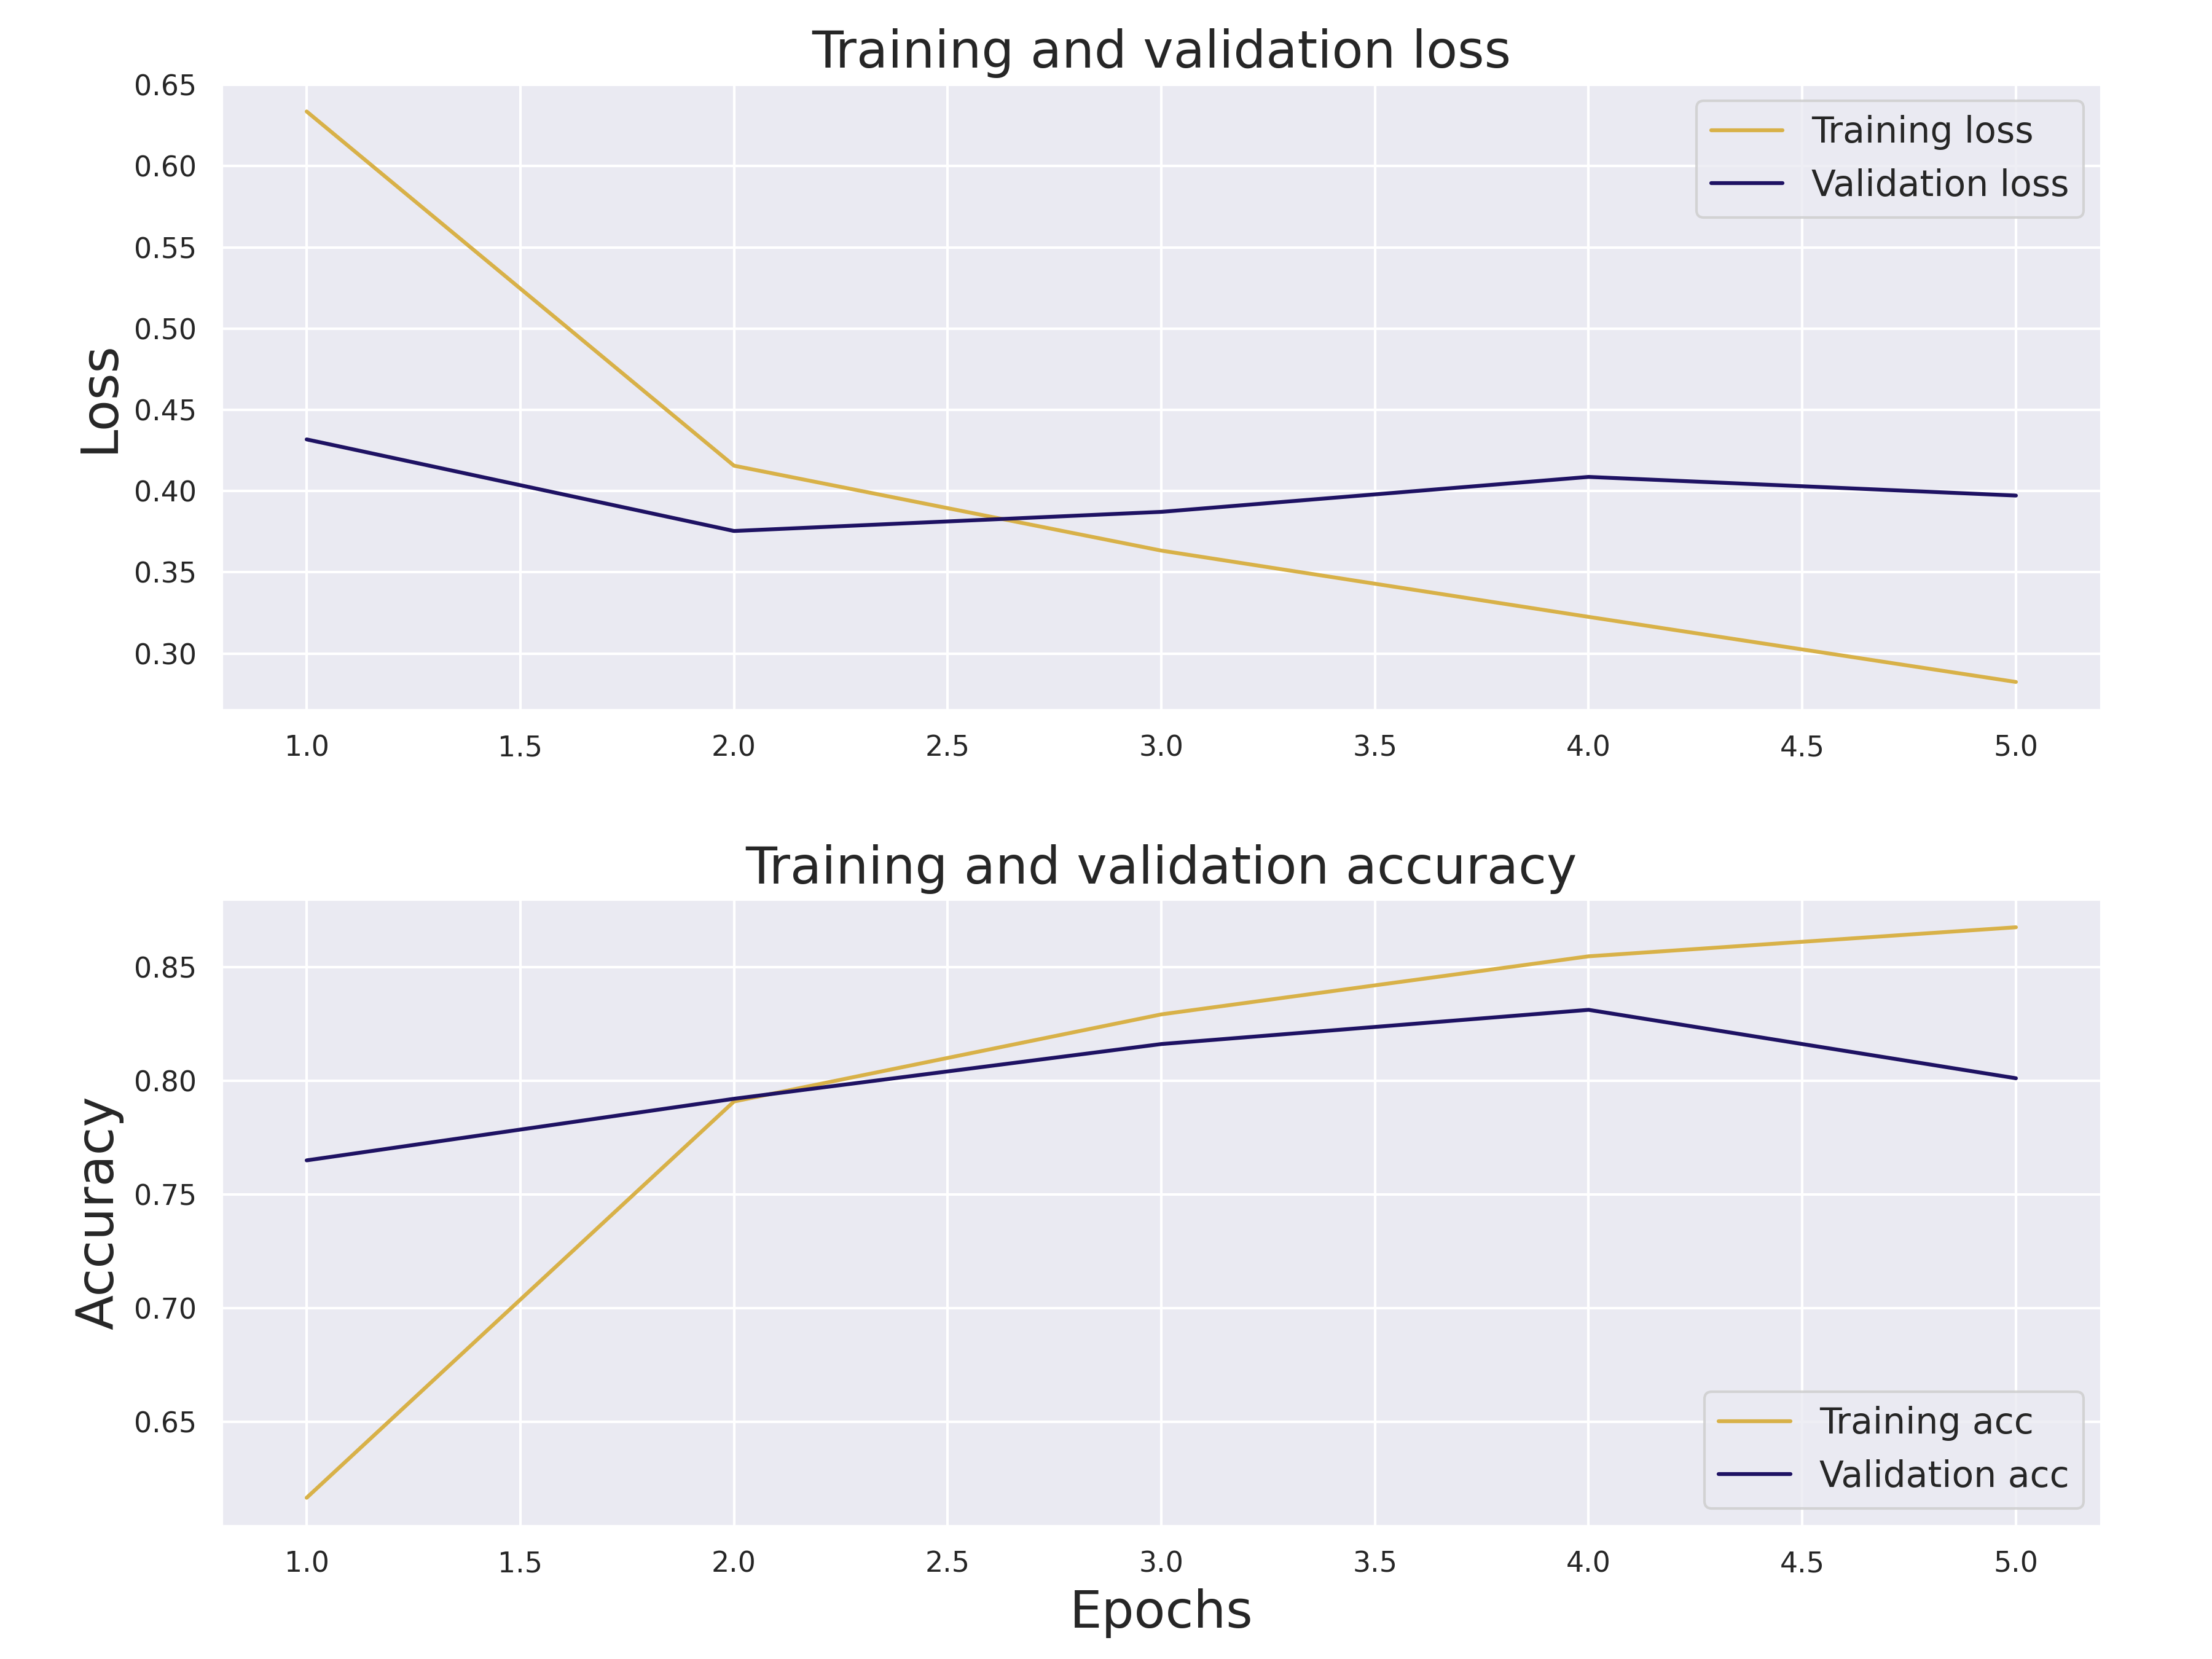 Training and validation loss
0.65
0.60
0.55
0.50
0.45
0.40
0.35
0.30
Loss
Training loss
Validation loss
1.0 1.5 2.0 2.5 3.0 3.5 4.0 4.5 5.0
Training and validation accuracy
0.85
0.80
0.75
0.70
0.65
Accuracy
Training acc
Validation acc
1.0 1.5 2.0 2.5 3.0 3.5 4.0 4.5 5.0
Epochs